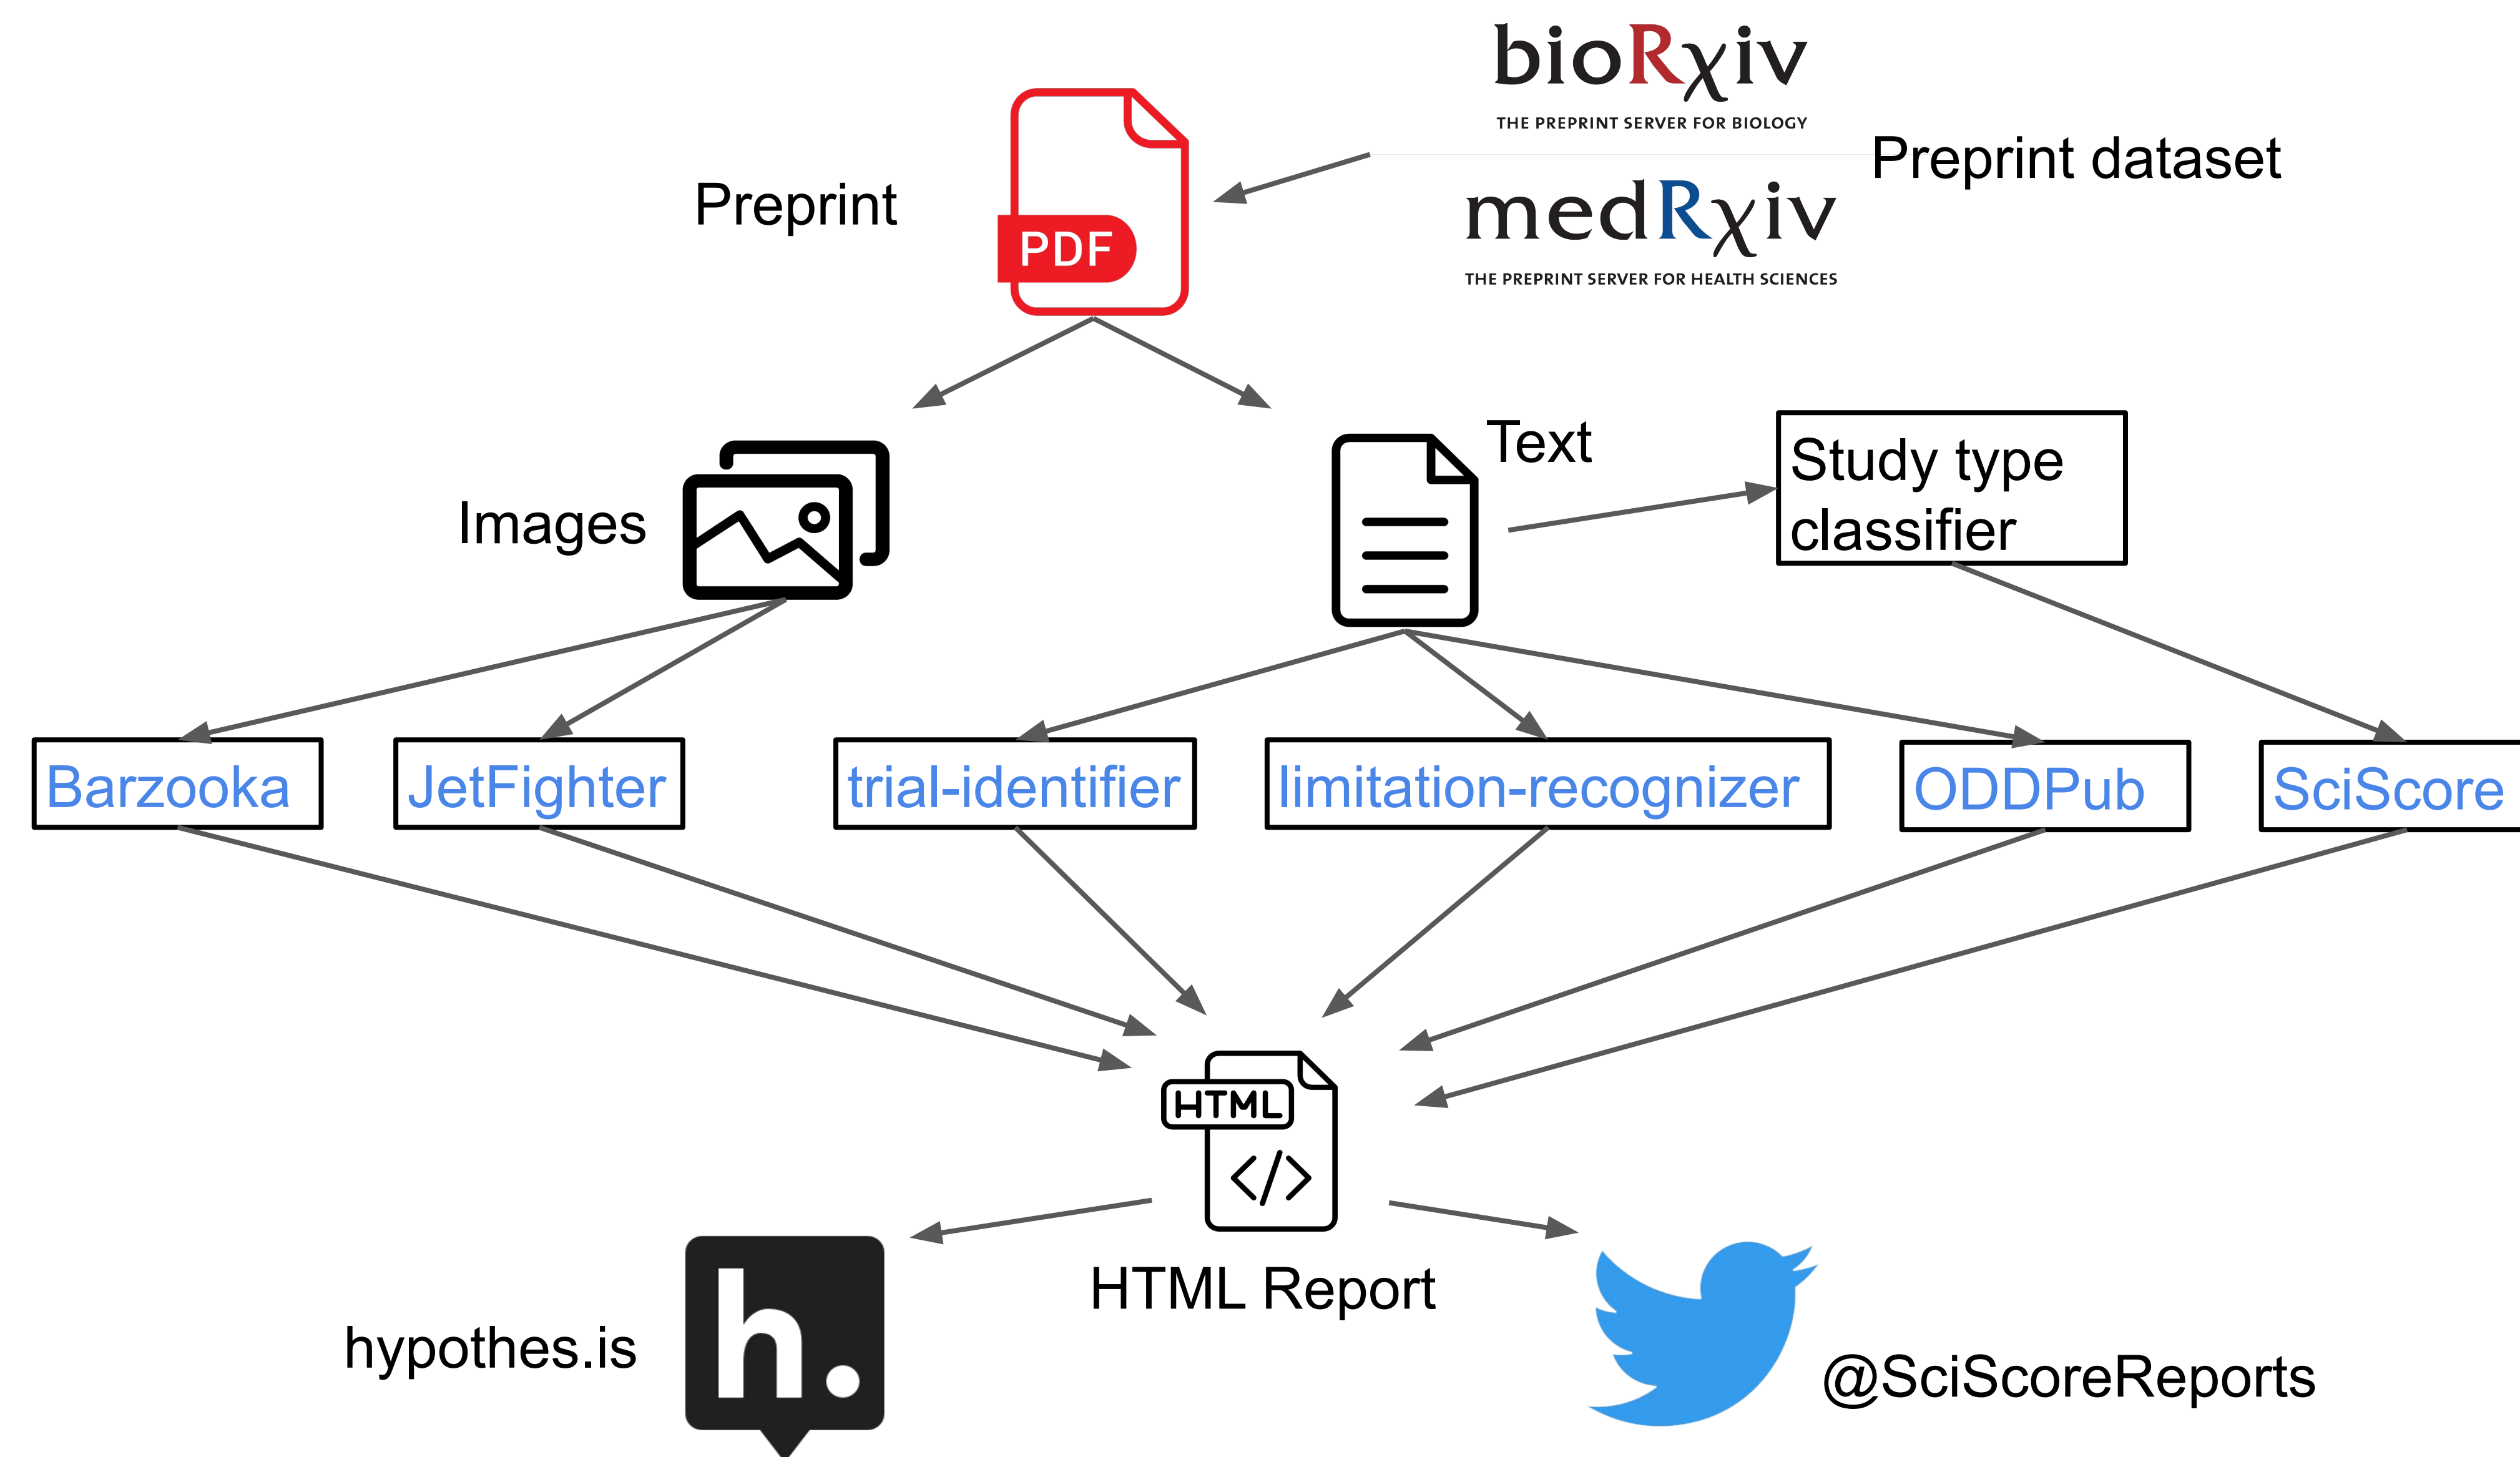 bioRχiv
THE PREPRINT SERVER FOR BIOLOGY
Preprint dataset
Preprint
PDF
medRχiv
THE PREPRINT SERVER FOR HEALTH SCIENCES
Text
Study type
classifier
Images
Barzooka
JetFighter
trial-identifier
limitation-recognizer
ODDPub
SciScore
HTML
</>
HTML Report
hypothes.is
h.
@SciScoreReports